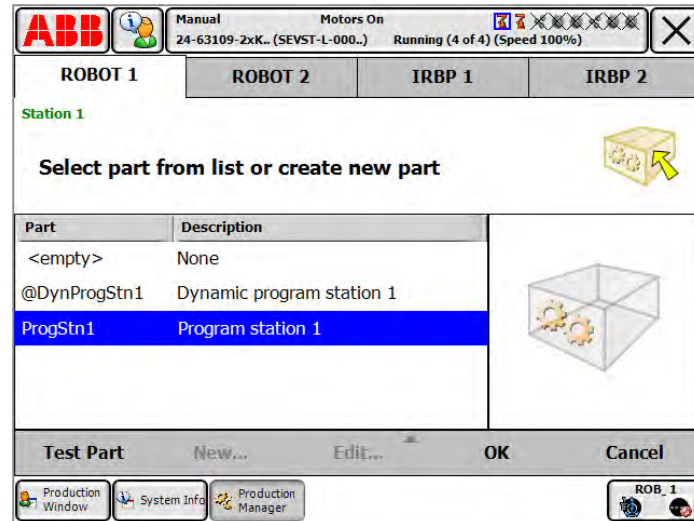 ABB
Manual Motors On
24-63109-2xK.. (SEVST-L-000..) Running (4 of 4) (Speed 100%)
ROBOT 1 ROBOT 2 IRBP 1 IRBP 2
Station 1
Select part from list or create new part
Part Description
<empty> None
@DynProgStn1 Dynamic program station 1
ProgStn1 Program station 1
Test Part New... Edit... OK Cancel
Production Window System Info Production Manager ROB_1